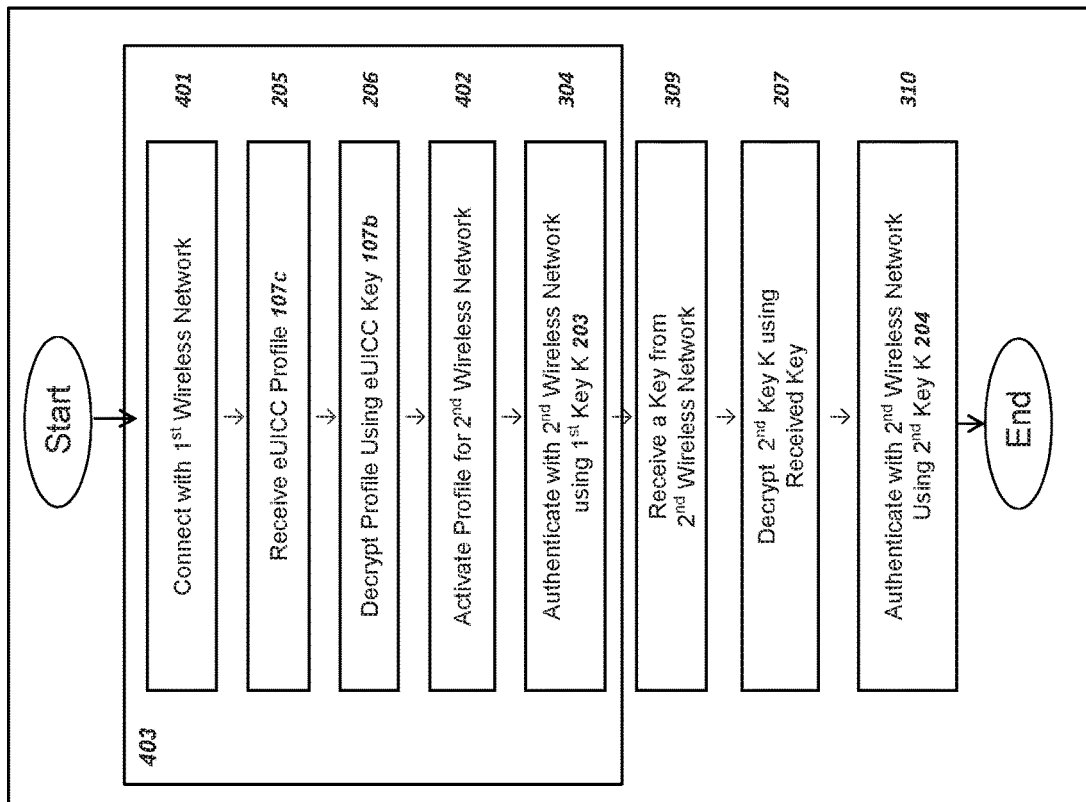 Start
403
Connect with 1st Wireless Network
401
Receive eUICC Profile 107c
205
Decrypt Profile Using eUICC Key 107b
206
Activate Profile for 2nd Wireless Network
402
Authenticate with 2nd Wireless Network
using 1st Key K 203
304
Receive a Key from
2nd Wireless Network
309
Decrypt 2nd Key K using
Received Key
207
Authenticate with 2nd Wireless Network
Using 2nd Key K 204
310
End